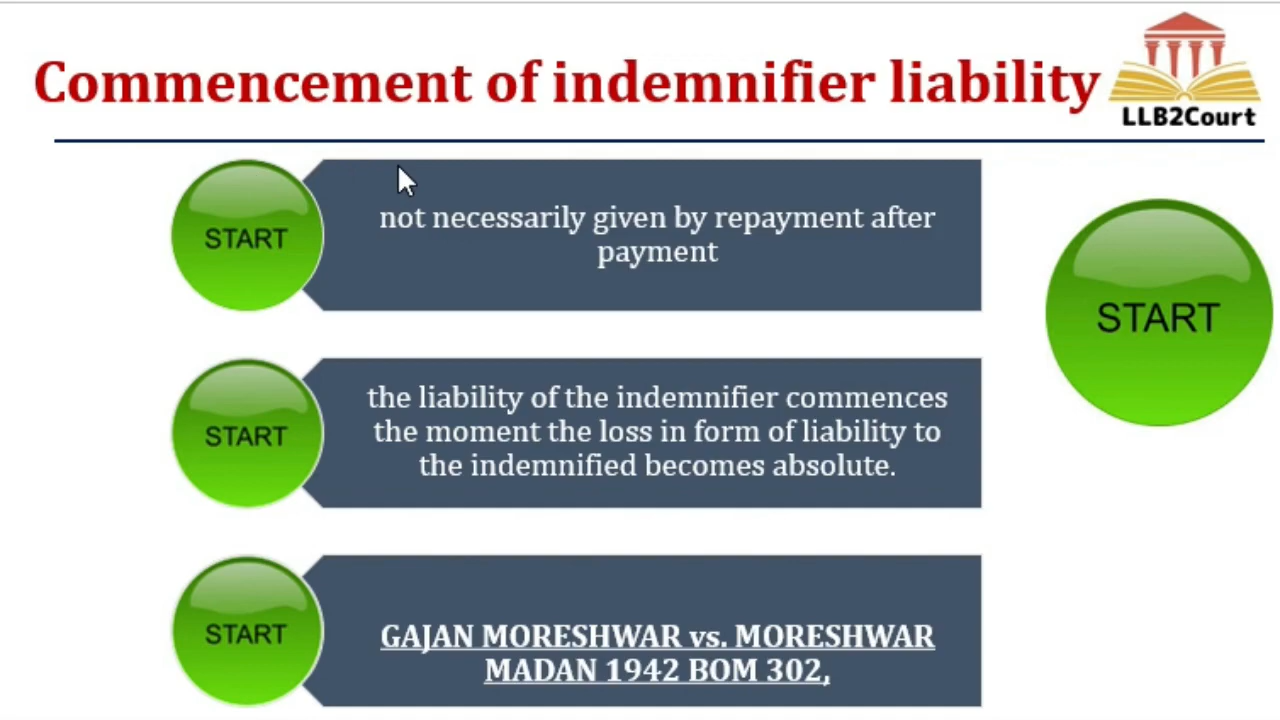 Commencement of indemnifier liability
LLB2Court
START
not necessarily given by repayment after
payment
START
START
the liability of the indemnifier commences
the moment the loss in form of liability to
the indemnified becomes absolute.
START
GAJAN MORESHWAR vs. MORESHWAR
MADAN 1942 BOM 302,